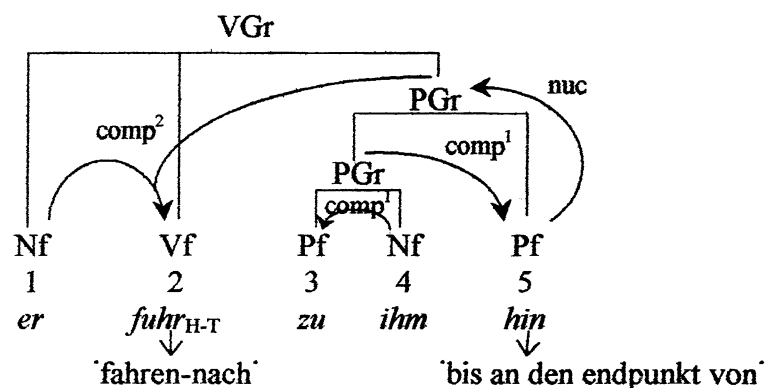 VGr
nuc
PGr
comp²
comp¹
PGr
comp¹
Nf Vf Pf Nf Pf
1 2 3 4 5
er fuhr_H-T zu ihm hin
'fahren-nach' 'bis an den endpunkt von'